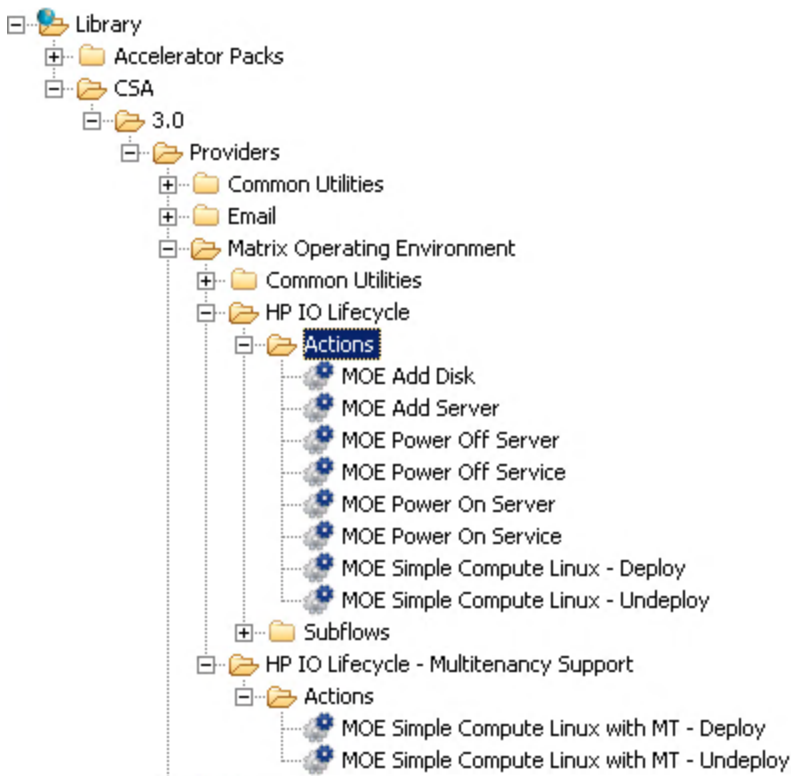 Library
Accelerator Packs
CSA
3.0
Providers
Common Utilities
Email
Matrix Operating Environment
Common Utilities
HP IO Lifecycle
Actions
MOE Add Disk
MOE Add Server
MOE Power Off Server
MOE Power Off Service
MOE Power On Server
MOE Power On Service
MOE Simple Compute Linux - Deploy
MOE Simple Compute Linux - Undeploy
Subflows
HP IO Lifecycle - Multitenancy Support
Actions
MOE Simple Compute Linux with MT - Deploy
MOE Simple Compute Linux with MT - Undeploy